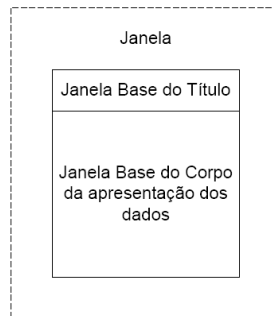 Janela
Janela Base do Título
Janela Base do Corpo
da apresentação dos
dados